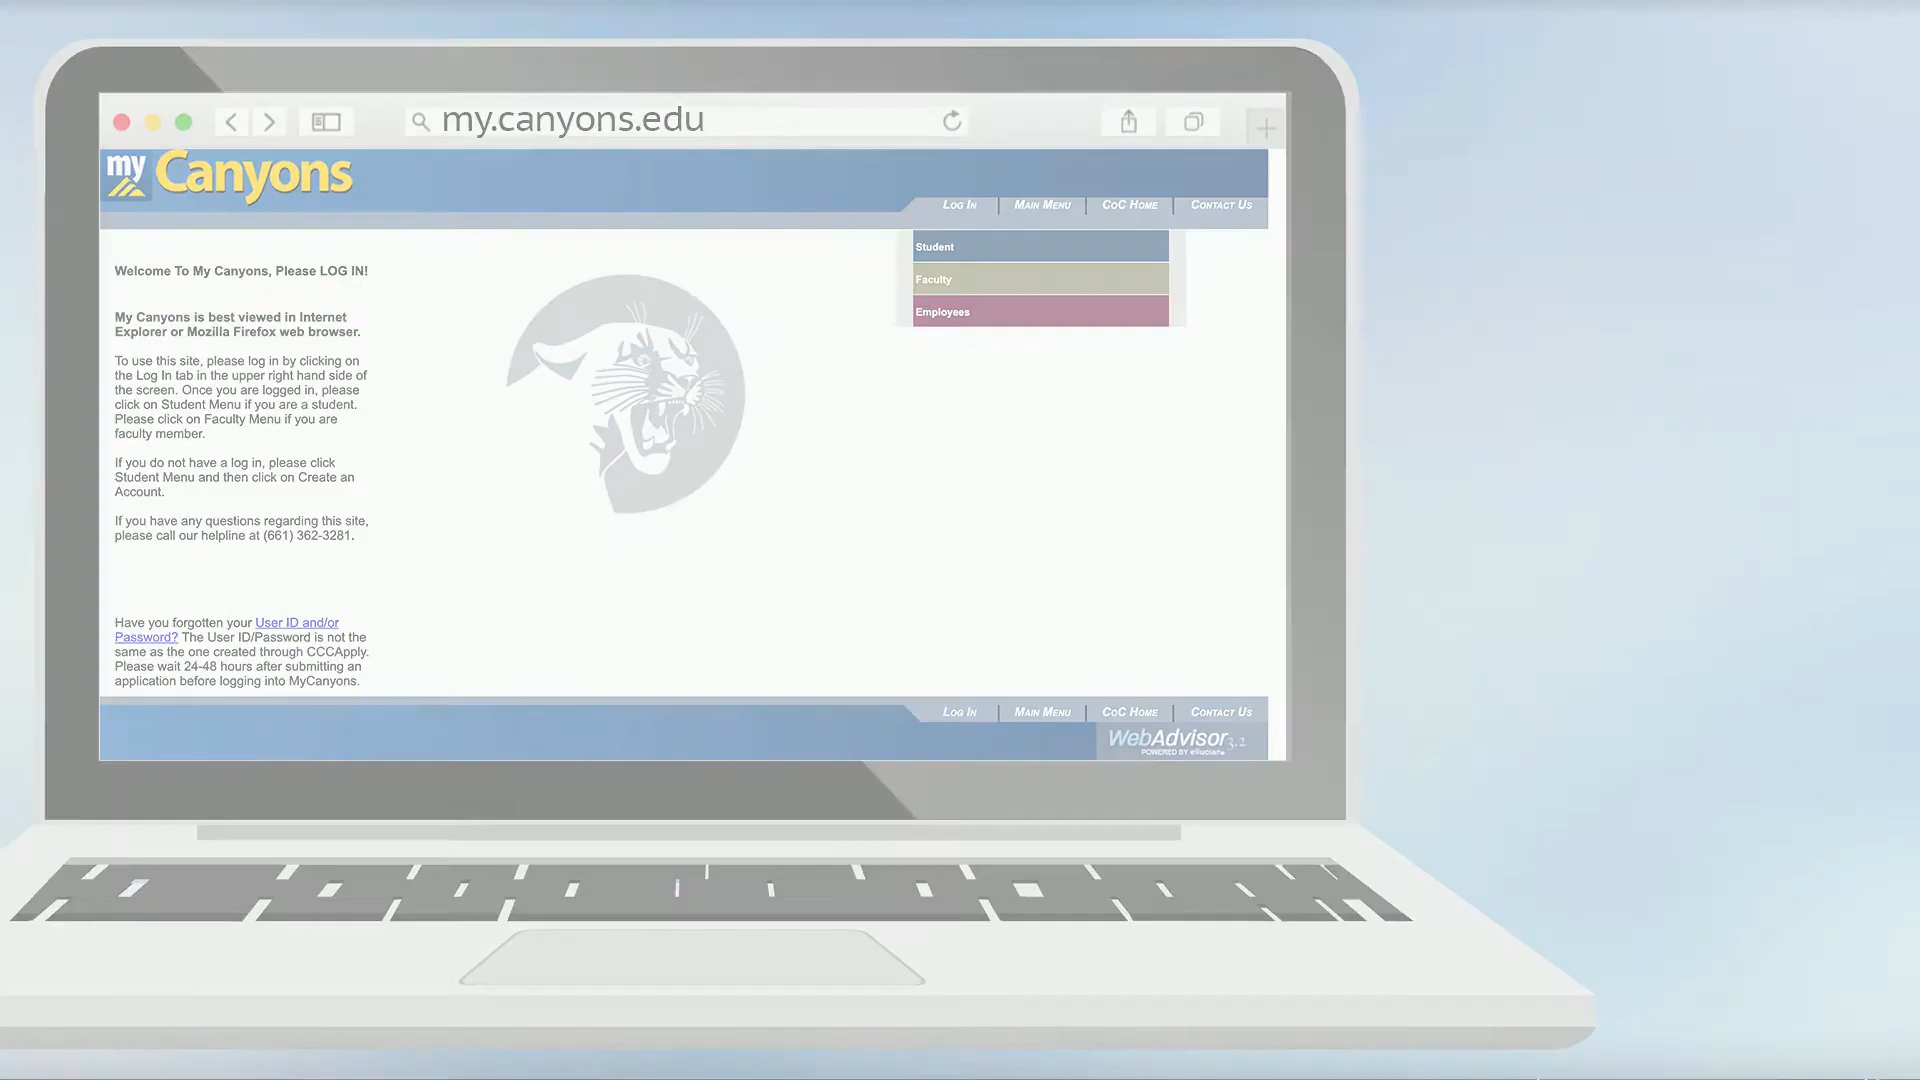 my.canyons.edu
my Canyons
LOG IN MAIN MENU COC HOME CONTACT US
Student
Faculty
Employees
Welcome To My Canyons, Please LOG IN!
My Canyons is best viewed in Internet
Explorer or Mozilla Firefox web browser.
To use this site, please log in by clicking on
the Log In tab in the upper right hand side of
the screen. Once you are logged in, please
click on Student Menu if you are a student.
Please click on Faculty Menu if you are
faculty member.
If you do not have a log in, please click
Student Menu and then click on Create an
Account.
If you have any questions regarding this site,
please call our helpline at (661) 362-3281.
Have you forgotten your User ID and/or
Password? The User ID/Password is not the
same as the one created through CCCApply.
Please wait 24-48 hours after submitting an
application before logging into MyCanyons.
LOG IN MAIN MENU COC HOME CONTACT US
WebAdvisor 3.2
POWERED BY ellucian